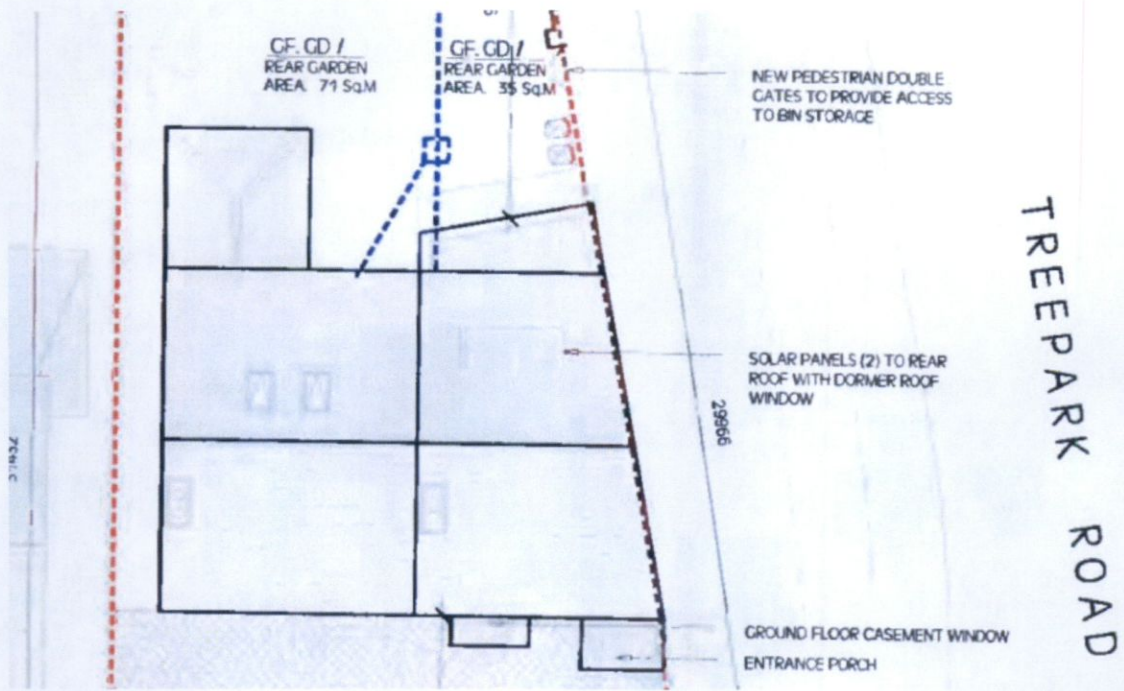 GF. GD /
REAR GARDEN
AREA. 71 Sq.M
GF. GD /
REAR GARDEN
AREA. 35 Sq.M
NEW PEDESTRIAN DOUBLE
GATES TO PROVIDE ACCESS
TO BIN STORAGE
SOLAR PANELS (2) TO REAR
ROOF WITH DORMER ROOF
WINDOW
29966
TREEPARK ROAD
GROUND FLOOR CASEMENT WINDOW
ENTRANCE PORCH